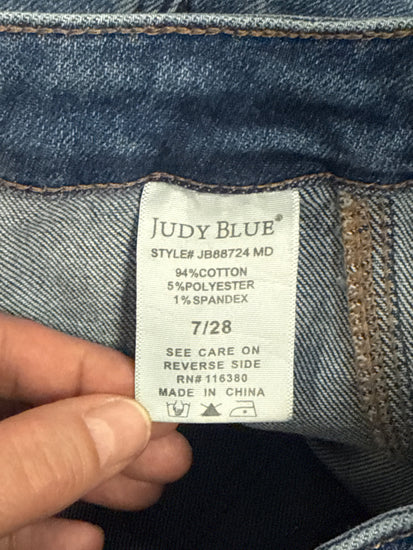 JUDY BLUE®
STYLE# JB88724 MD
94%COTTON
5%POLYESTER
1%SPANDEX
7/28
SEE CARE ON
REVERSE SIDE
RN# 116380
MADE IN CHINA